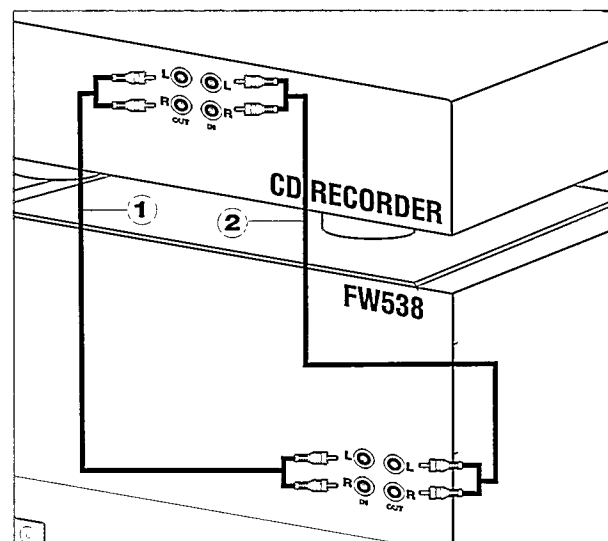 L L
R R
OUT IN
CD RECORDER
1 2
FW538
L L
R R
IN OUT